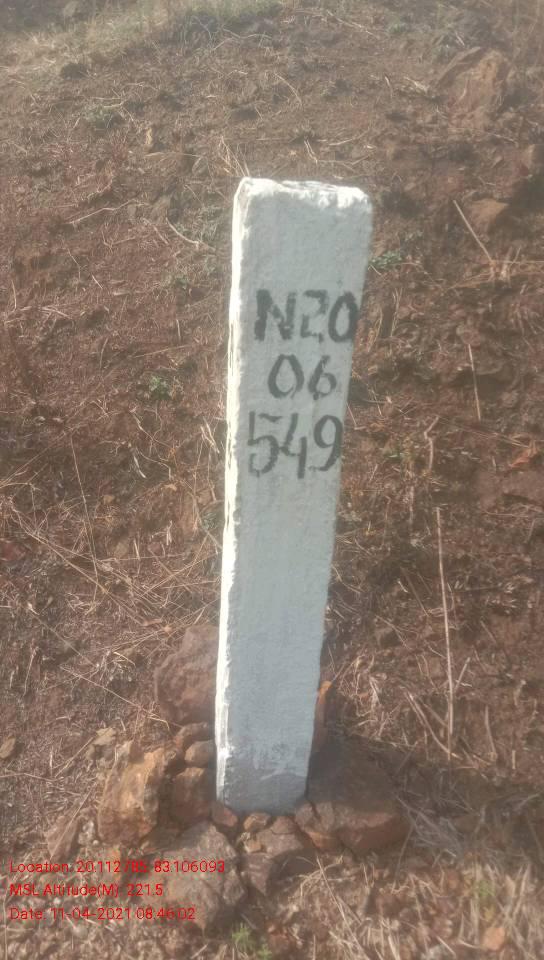 N20
06
549
Location: 20.112785, 83.106093
MSL Altitude(M): 221.5
Date: 11-04-2021 08:46:02